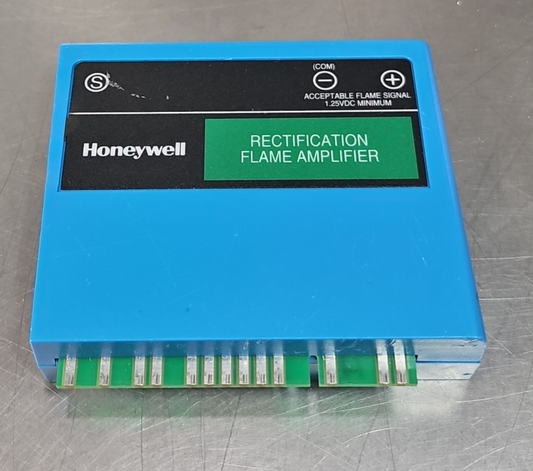 S
(COM)
− +
ACCEPTABLE FLAME SIGNAL
1.25VDC MINIMUM
Honeywell
RECTIFICATION
FLAME AMPLIFIER